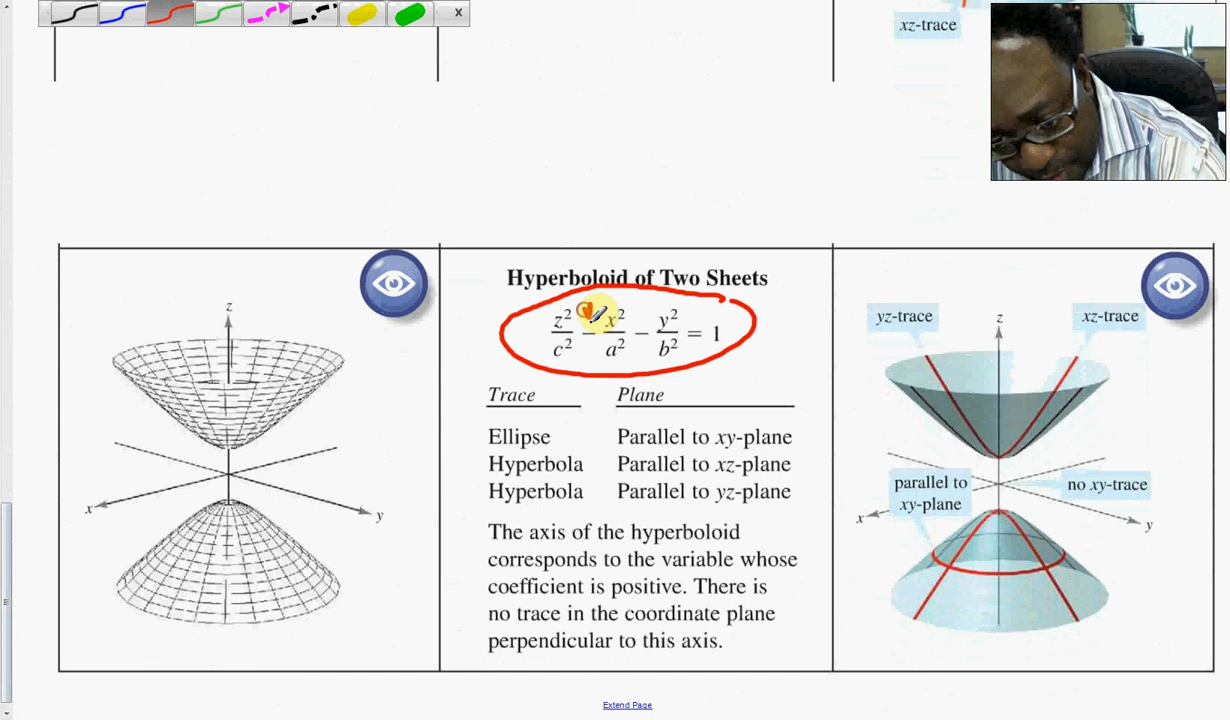 x
xz-trace
Hyperboloid of Two Sheets
z²/c² − x²/a² − y²/b² = 1
Trace Plane
Ellipse Parallel to xy-plane
Hyperbola Parallel to xz-plane
Hyperbola Parallel to yz-plane
The axis of the hyperboloid
corresponds to the variable whose
coefficient is positive. There is
no trace in the coordinate plane
perpendicular to this axis.
z
x
y
yz-trace
z
xz-trace
parallel to
xy-plane
no xy-trace
x
y
Extend Page